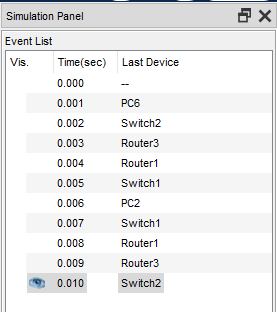 Simulation Panel
Event List
Vis. Time(sec) Last Device
0.000 --
0.001 PC6
0.002 Switch2
0.003 Router3
0.004 Router1
0.005 Switch1
0.006 PC2
0.007 Switch1
0.008 Router1
0.009 Router3
0.010 Switch2